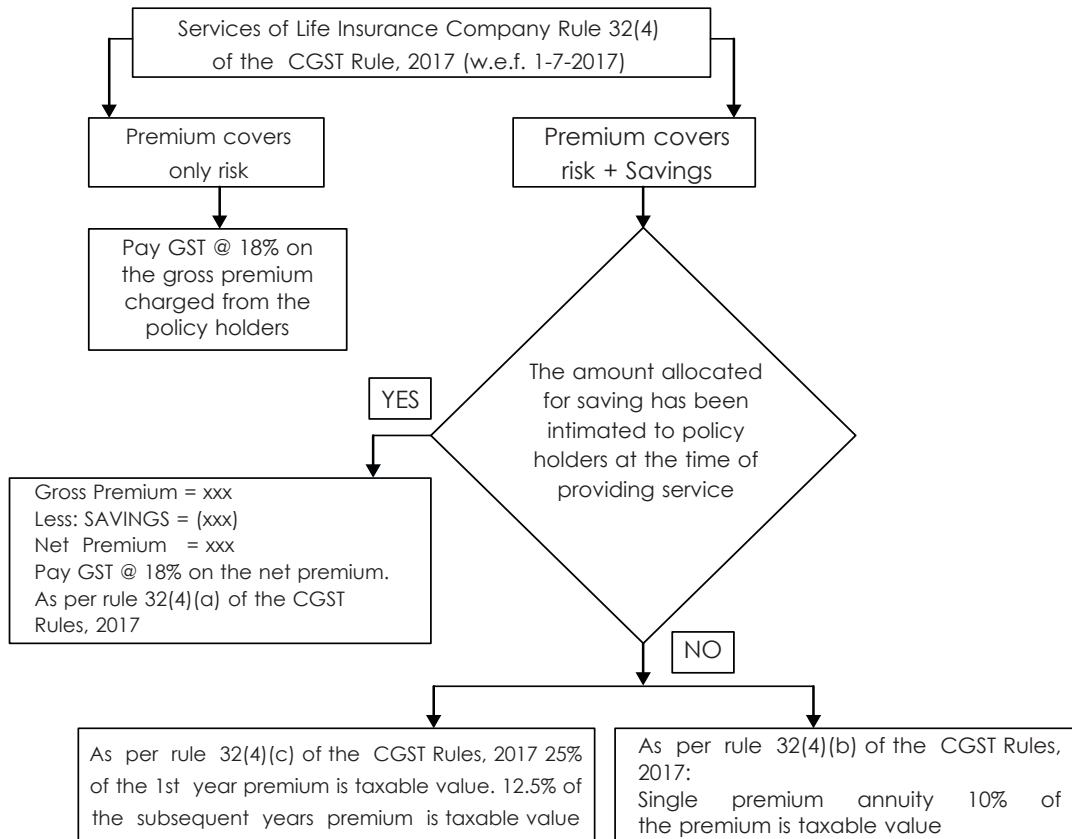 Services of Life Insurance Company Rule 32(4)
of the CGST Rule, 2017 (w.e.f. 1-7-2017)
Premium covers
only risk
Premium covers
risk + Savings
Pay GST @ 18% on
the gross premium
charged from the
policy holders
The amount allocated
for saving has been
intimated to policy
holders at the time of
providing service
YES
Gross Premium = xxx
Less: SAVINGS = (xxx)
Net Premium = xxx
Pay GST @ 18% on the net premium.
As per rule 32(4)(a) of the CGST
Rules, 2017
NO
As per rule 32(4)(c) of the CGST Rules, 2017 25%
of the 1st year premium is taxable value. 12.5% of
the subsequent years premium is taxable value
As per rule 32(4)(b) of the CGST Rules,
2017:
Single premium annuity 10% of
the premium is taxable value